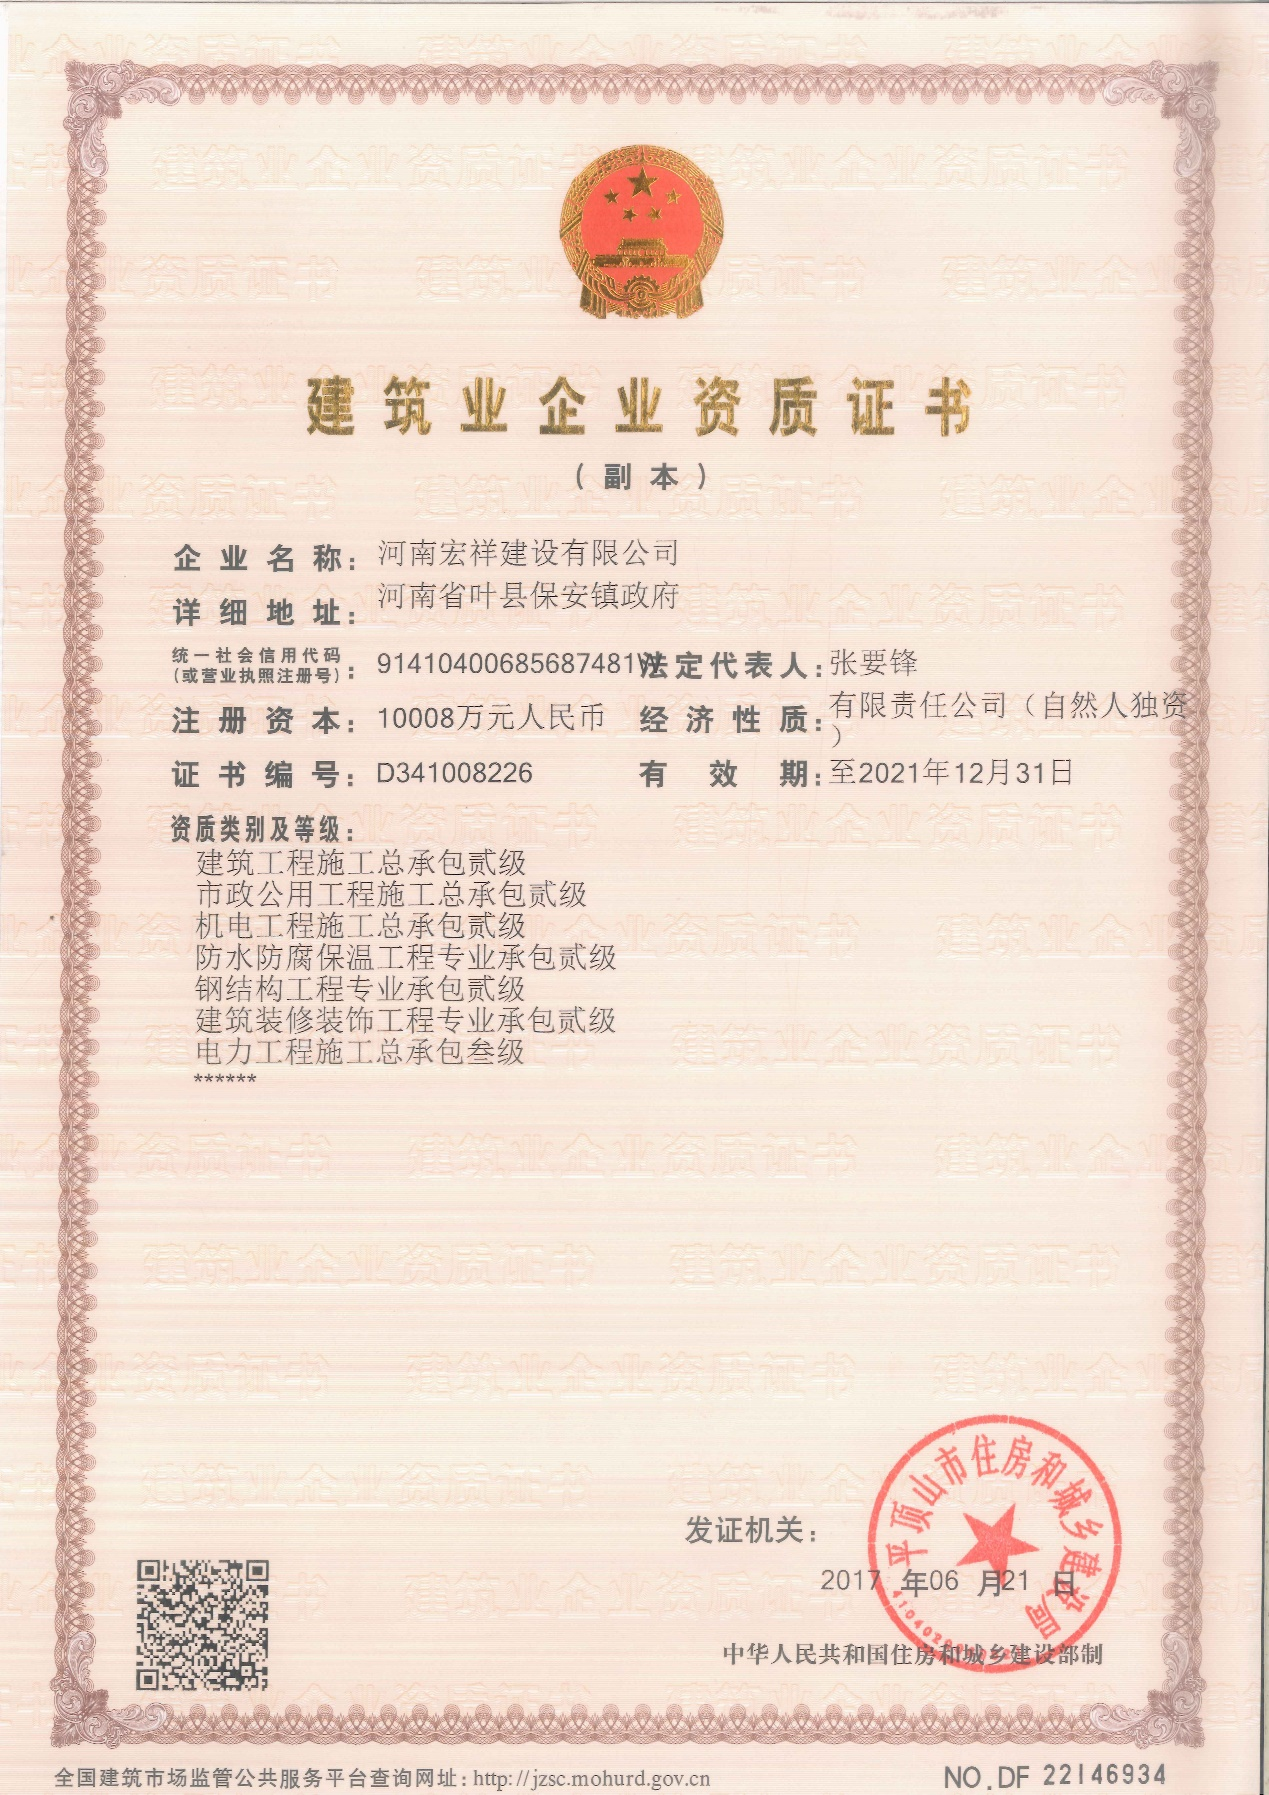 建筑业企业资质证书
（副本）
企业名称：河南宏祥建设有限公司
详细地址：河南省叶县保安镇政府
统一社会信用代码
(或营业执照注册号)：91410400685687481W 法定代表人：张要锋
注册资本：10008万元人民币 经济性质：有限责任公司（自然人独资
）
证书编号：D341008226 有效期：至2021年12月31日
资质类别及等级：
建筑工程施工总承包贰级
市政公用工程施工总承包贰级
机电工程施工总承包贰级
防水防腐保温工程专业承包贰级
钢结构工程专业承包贰级
建筑装修装饰工程专业承包贰级
电力工程施工总承包叁级
******
平顶山市住房和城乡建设局
发证机关：
2017年06月21日
中华人民共和国住房和城乡建设部制
全国建筑市场监管公共服务平台查询网址：http://jzsc.mohurd.gov.cn
NO.DF 22146934